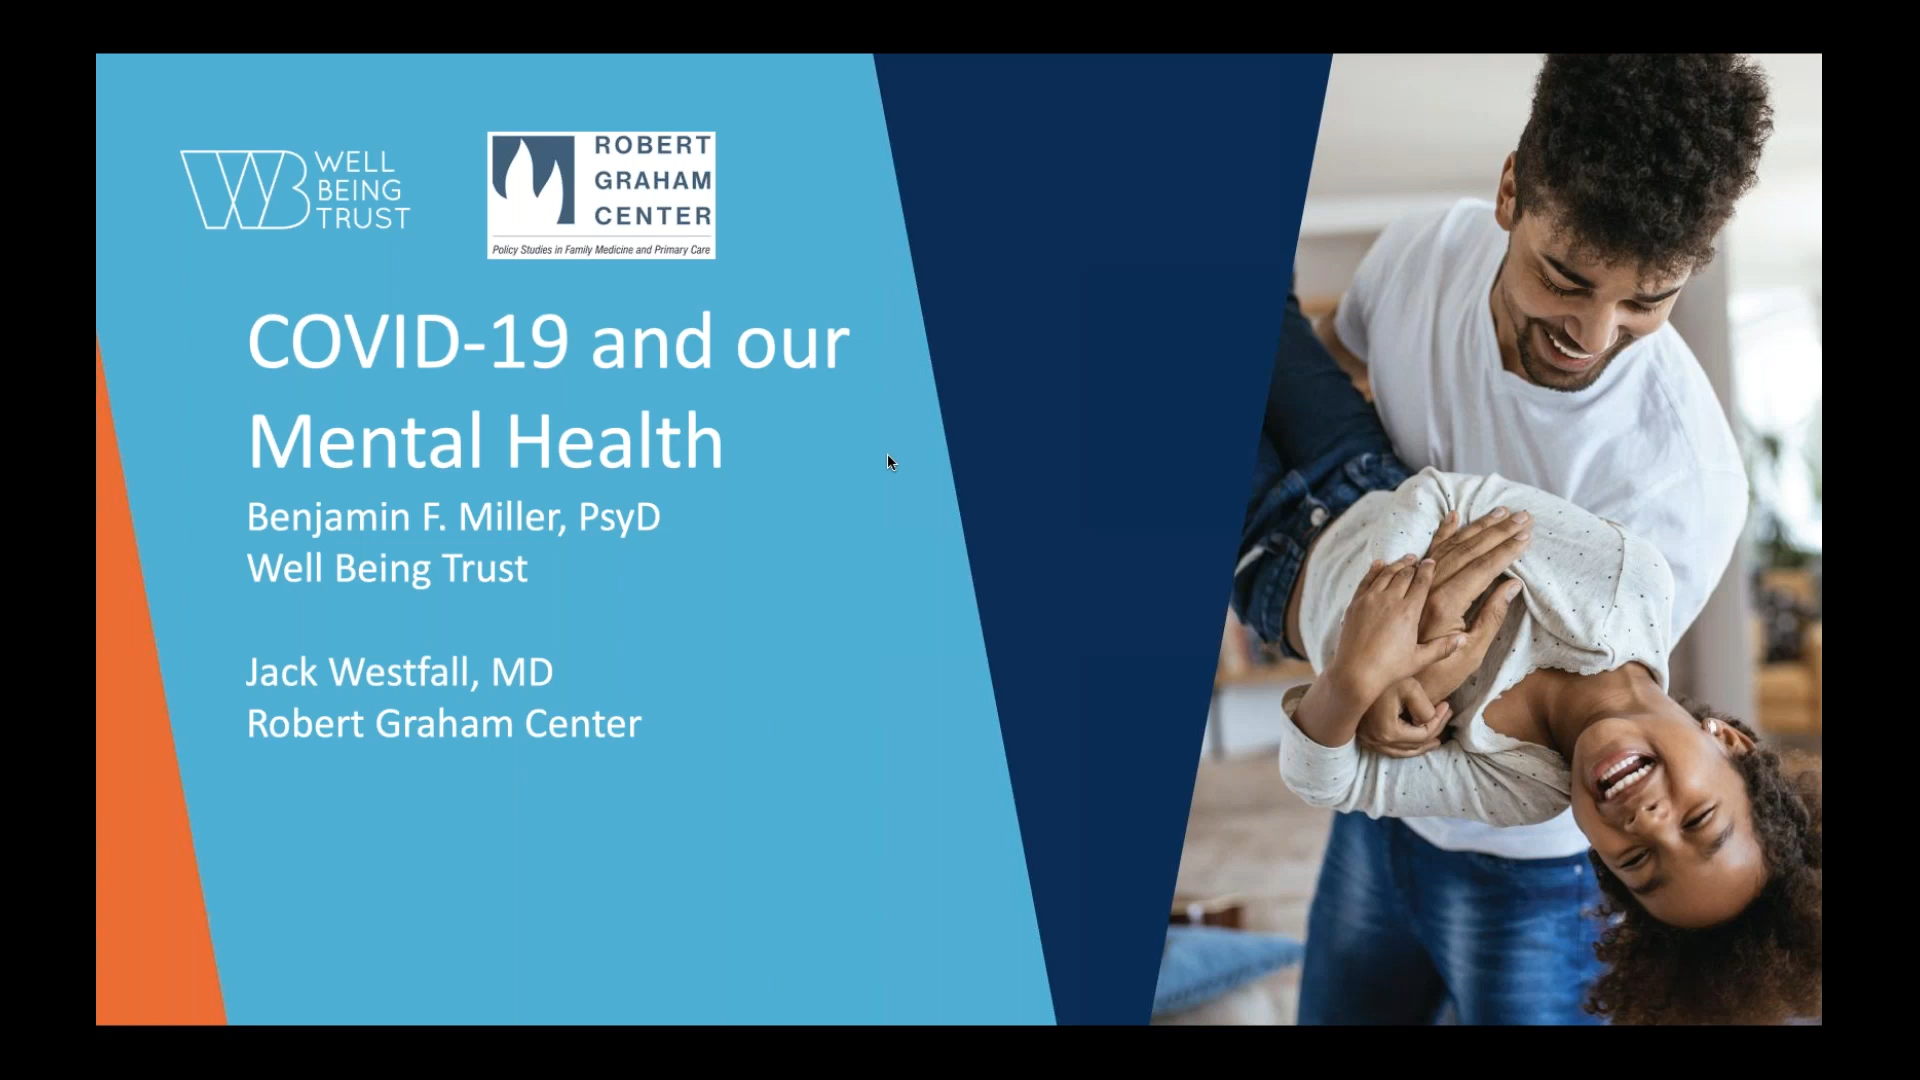 WELL
BEING
TRUST
ROBERT
GRAHAM
CENTER
Policy Studies in Family Medicine and Primary Care
COVID-19 and our
Mental Health
Benjamin F. Miller, PsyD
Well Being Trust
Jack Westfall, MD
Robert Graham Center